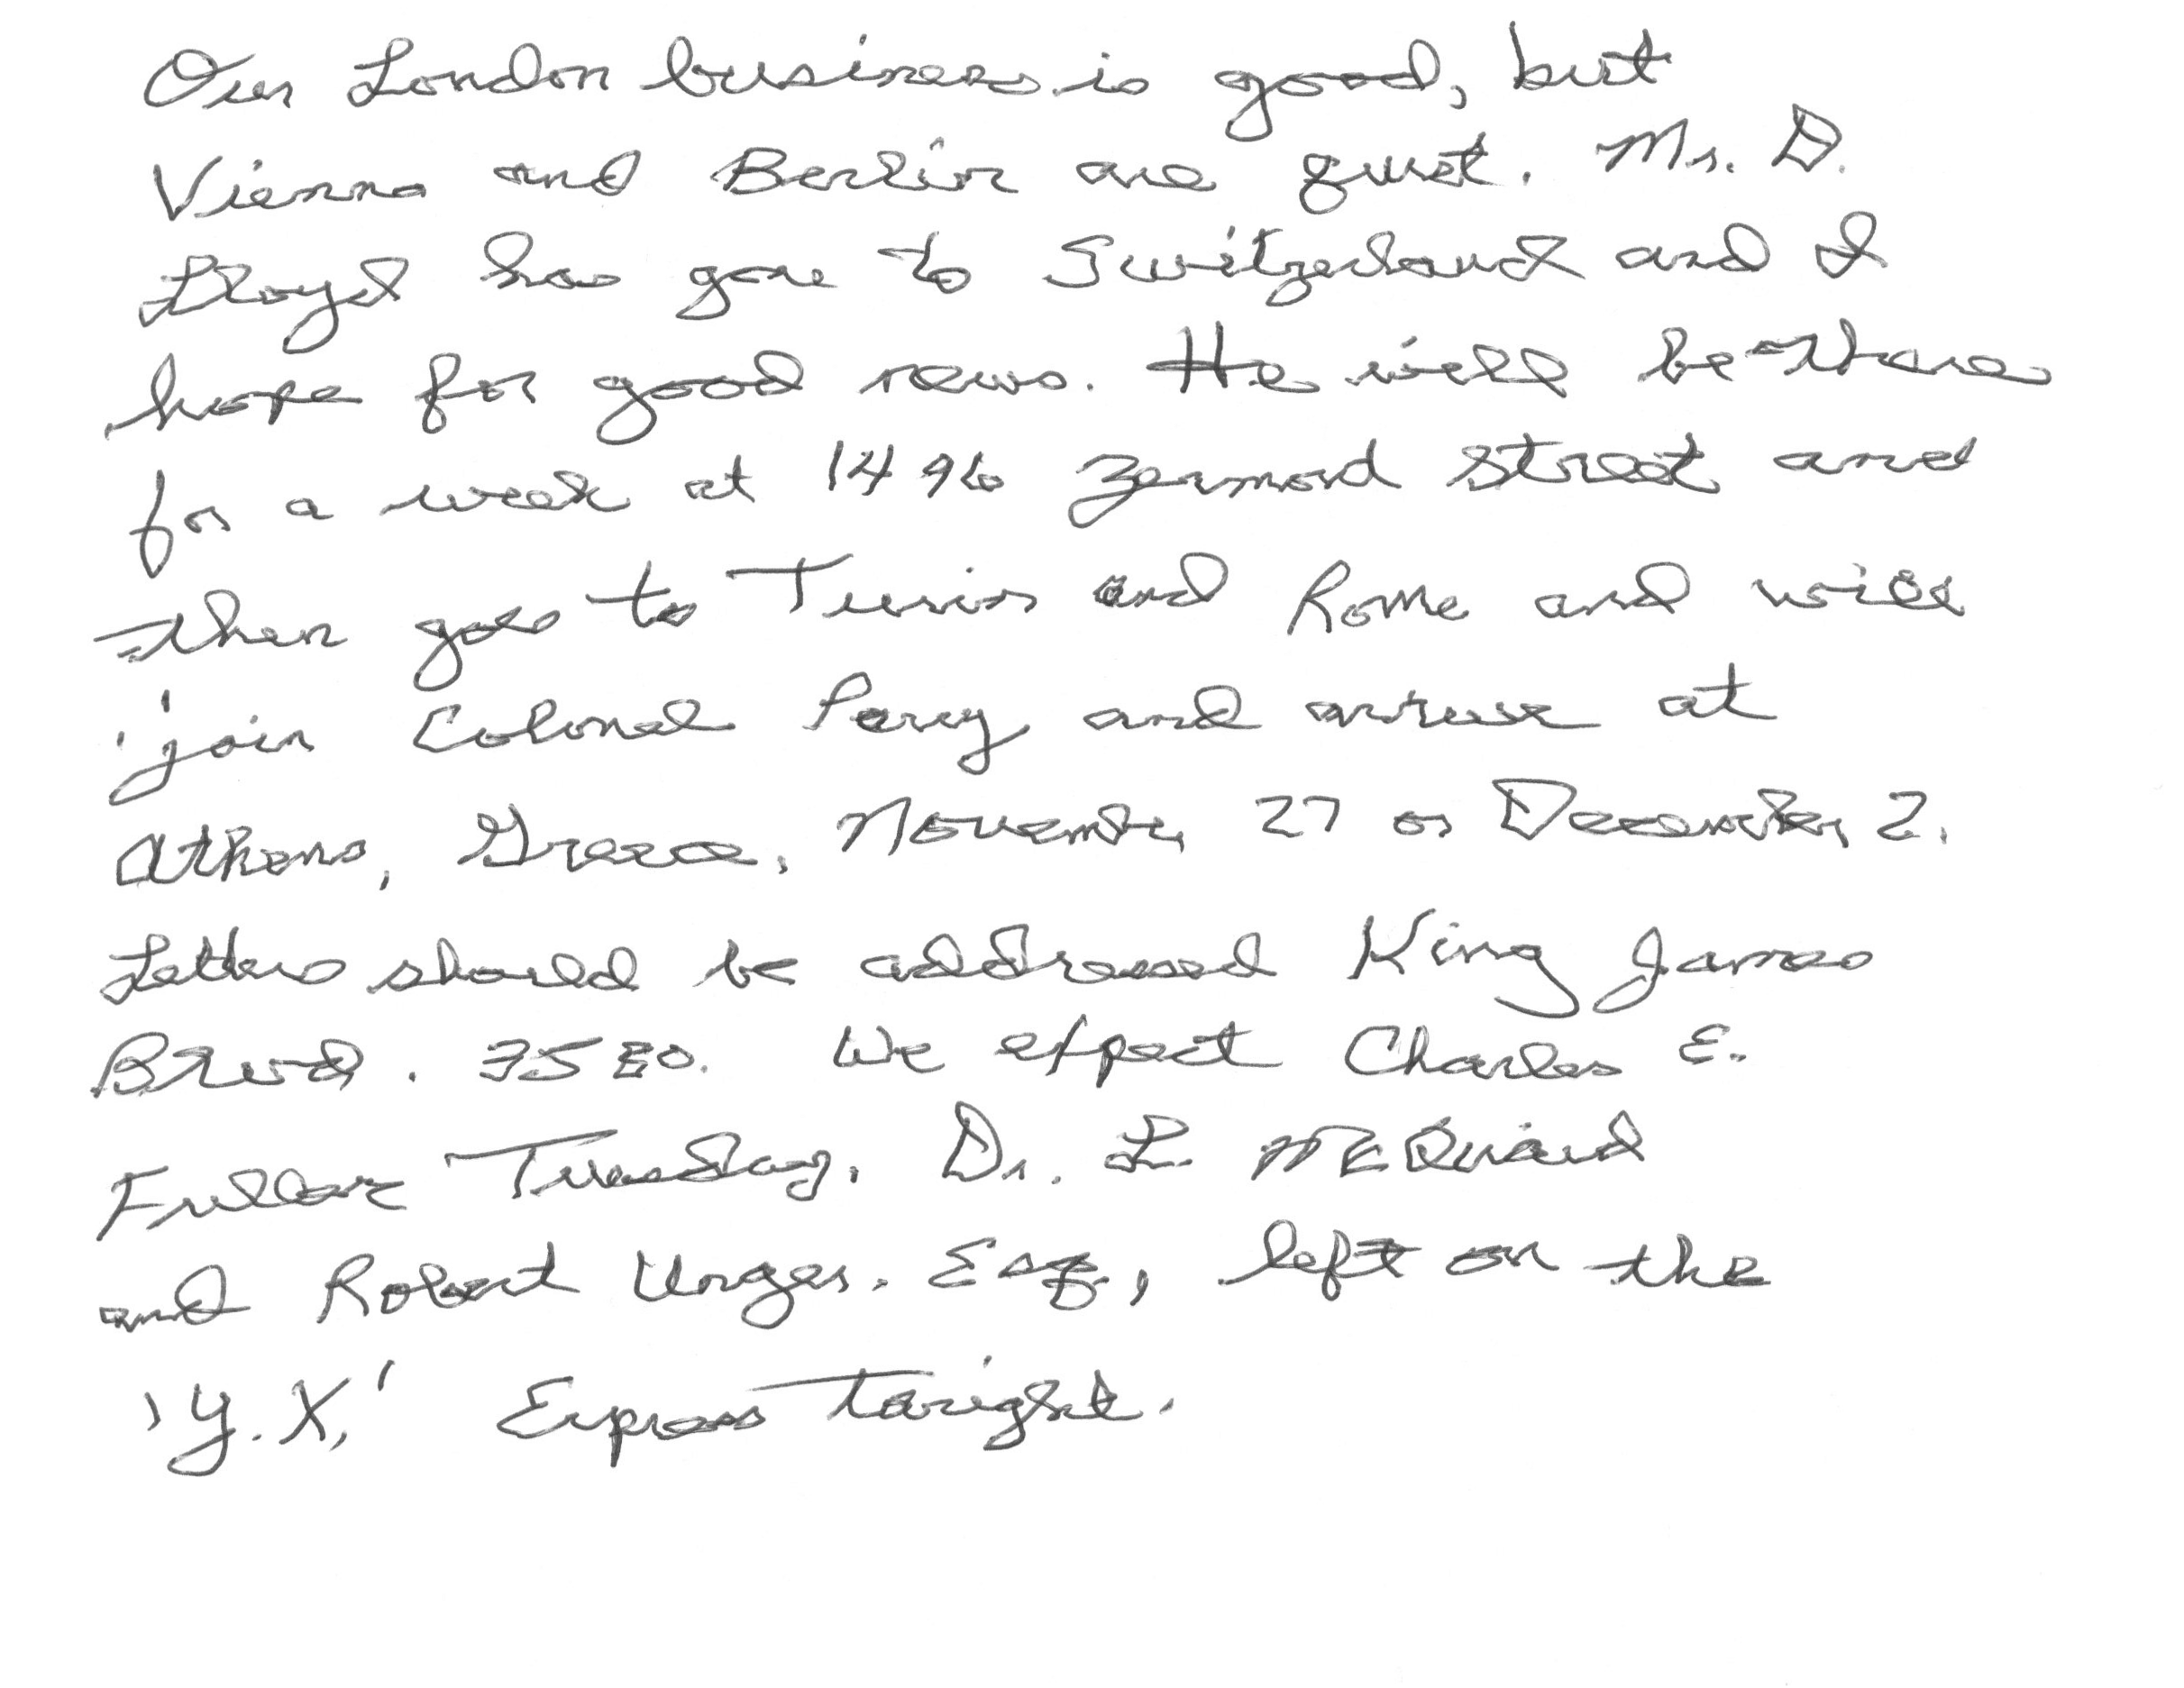 Our London business is good, but
Vienna and Berlin are quiet. Mr. D.
Lloyd has gone to Switzerland and I
hope for good news. He will be there
for a week at 1496 Zermord Street and
then goes to Turin and Rome and will
join Colonel Parry and arrive at
Athens, Greece, November 27 or December 2.
Letters should be addressed King James
Blvd. 3580. We expect Charles E.
Fuller Tuesday. Dr. L. McQuaid
and Robert Unger. Esq., left on the
'Y.X,' Express tonight.